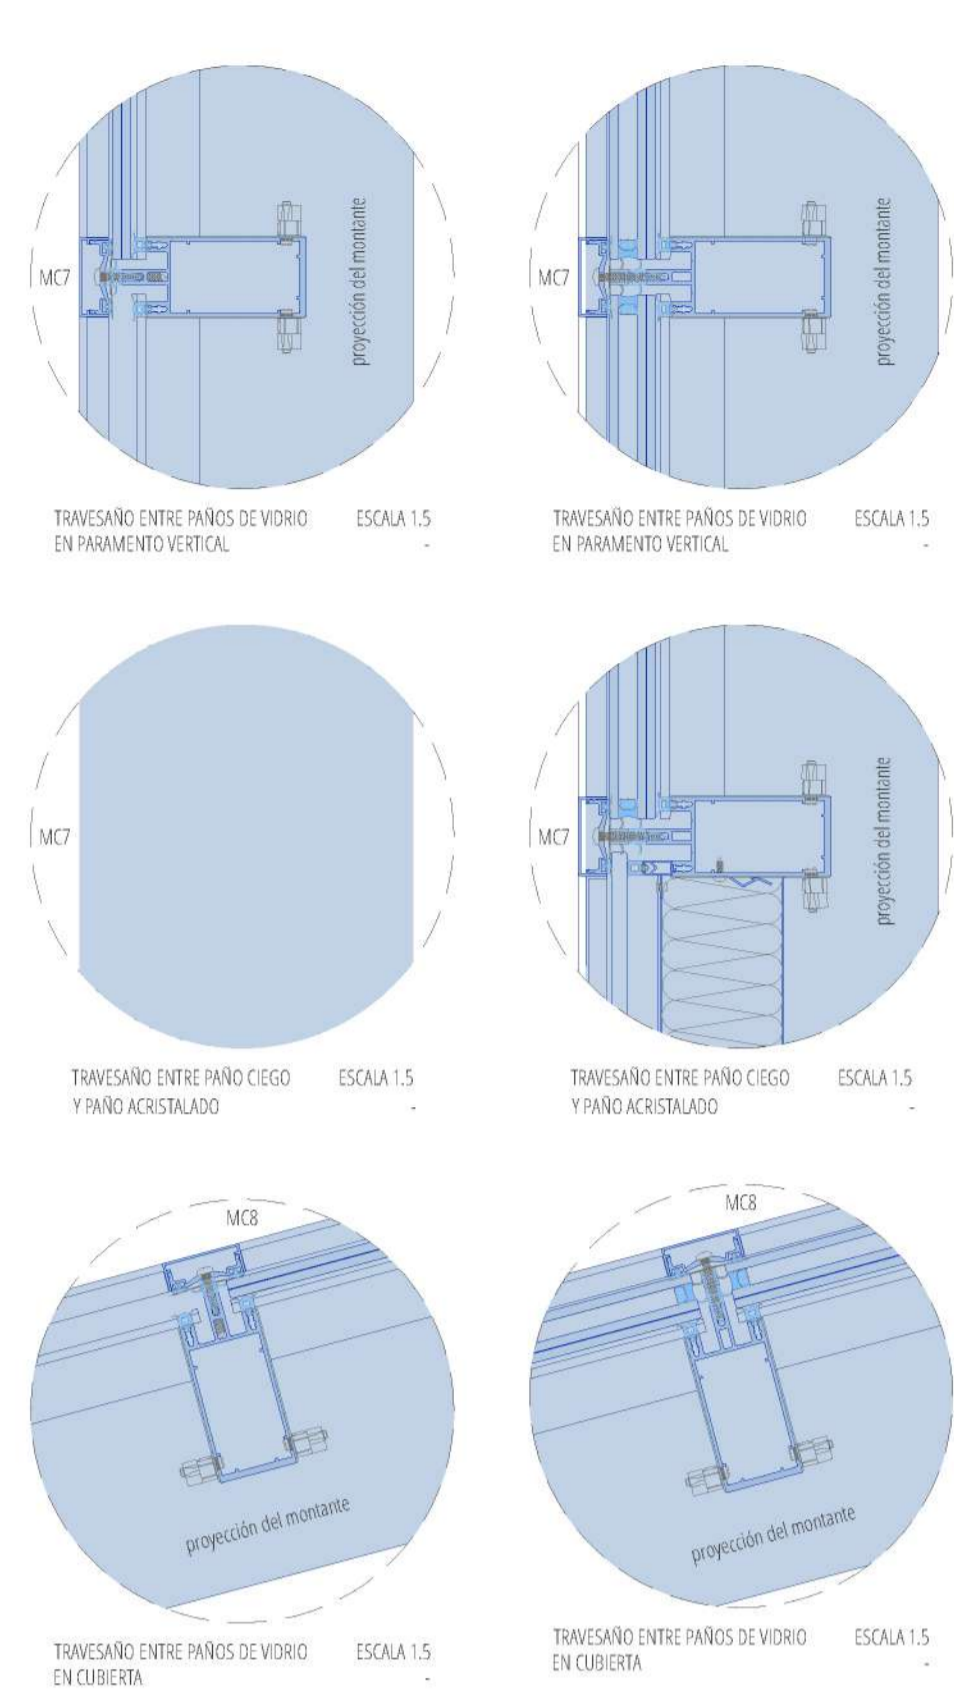 MC7
proyección del montante
TRAVESAÑO ENTRE PAÑOS DE VIDRIO ESCALA 1.5
EN PARAMENTO VERTICAL -
MC7
proyección del montante
TRAVESAÑO ENTRE PAÑOS DE VIDRIO ESCALA 1.5
EN PARAMENTO VERTICAL -
MC7
TRAVESAÑO ENTRE PAÑO CIEGO ESCALA 1.5
Y PAÑO ACRISTALADO -
MC7
proyección del montante
TRAVESAÑO ENTRE PAÑO CIEGO ESCALA 1.5
Y PAÑO ACRISTALADO -
MC8
proyección del montante
TRAVESAÑO ENTRE PAÑOS DE VIDRIO ESCALA 1.5
EN CUBIERTA -
MC8
proyección del montante
TRAVESAÑO ENTRE PAÑOS DE VIDRIO ESCALA 1.5
EN CUBIERTA -